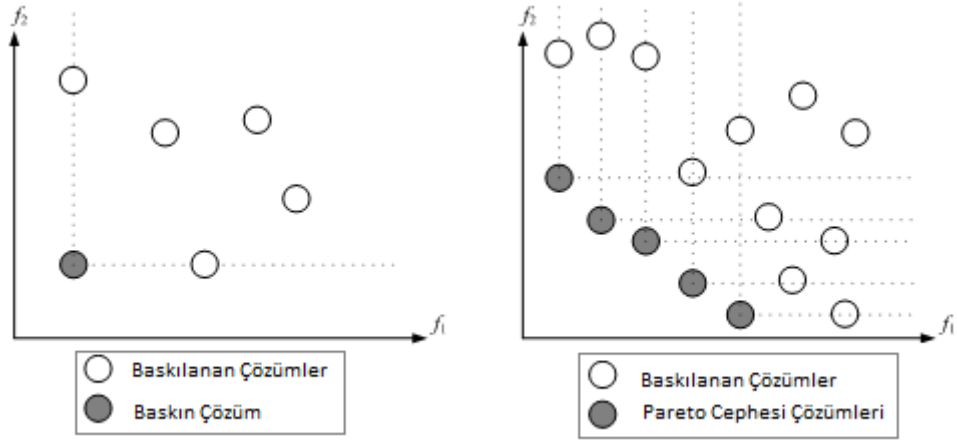 f₂
f₁
Baskılanan Çözümler
Baskın Çözüm
f₂
f₁
Baskılanan Çözümler
Pareto Cephesi Çözümleri